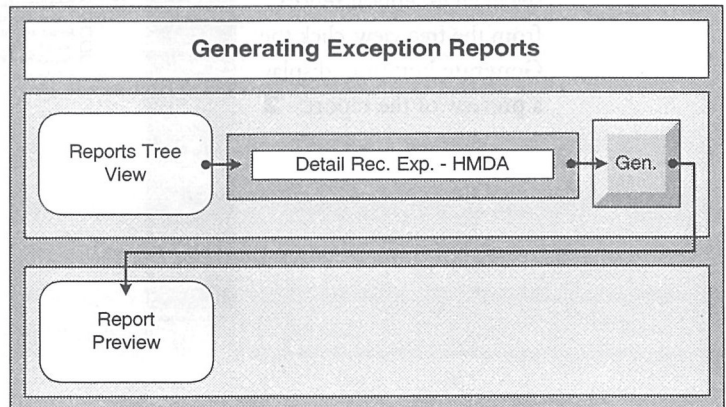 Generating Exception Reports
Reports Tree
View
Detail Rec. Exp. - HMDA
Gen.
Report
Preview